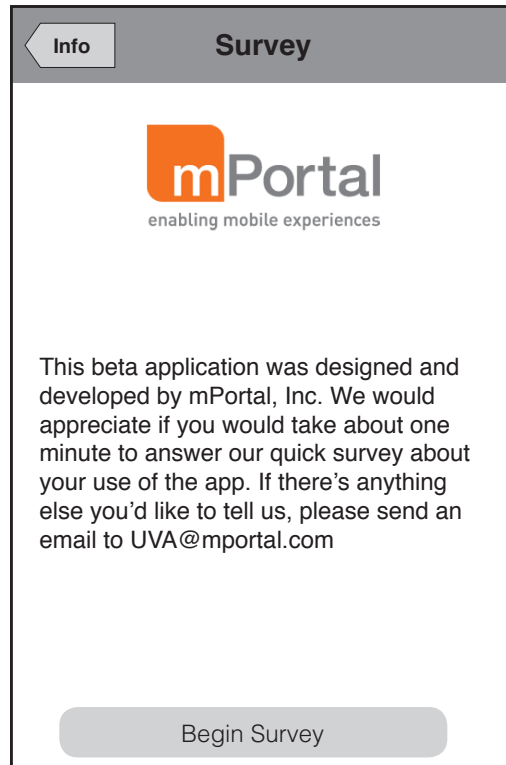 Info
Survey
mPortal
enabling mobile experiences
This beta application was designed and
developed by mPortal, Inc. We would
appreciate if you would take about one
minute to answer our quick survey about
your use of the app. If there’s anything
else you’d like to tell us, please send an
email to UVA@mportal.com
Begin Survey